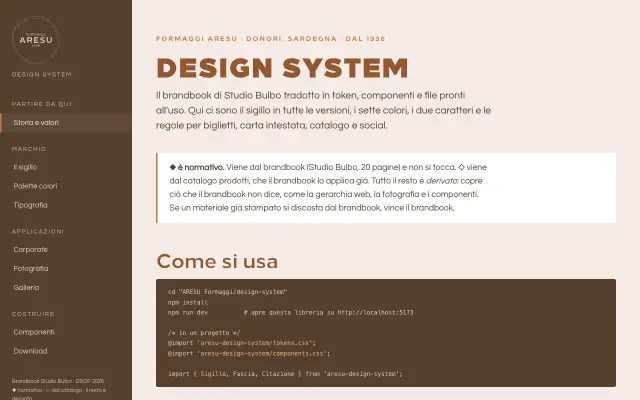 FORMAGGI
ARESU
1938
DESIGN SYSTEM
PARTIRE DA QUI
Storia e valori
MARCHIO
Il sigillo
Palette colori
Tipografia
APPLICAZIONI
Corporate
Fotografia
Galleria
COSTRUIRE
Componenti
Download
Brandbook Studio Bulbo · DROP 2026
◆ normativo · ◇ dal catalogo · il resto è
derivato
FORMAGGI ARESU · DONORI, SARDEGNA · DAL 1938
DESIGN SYSTEM
Il brandbook di Studio Bulbo tradotto in token, componenti e file pronti
all'uso. Qui ci sono il sigillo in tutte le versioni, i sette colori, i due caratteri e le
regole per biglietti, carta intestata, catalogo e social.
◆ è normativo. Viene dal brandbook (Studio Bulbo, 20 pagine) e non si tocca. ◇ viene
dal catalogo prodotti, che il brandbook lo applica già. Tutto il resto è derivato: copre
ciò che il brandbook non dice, come la gerarchia web, la fotografia e i componenti.
Se un materiale già stampato si discosta dal brandbook, vince il brandbook.
Come si usa
cd "ARESU Formaggi/design-system"
npm install
npm run dev # apre questa libreria su http://localhost:5173
/* in un progetto */
@import 'aresu-design-system/tokens.css';
@import 'aresu-design-system/components.css';
import { Sigillo, Fascia, Citazione } from 'aresu-design-system';